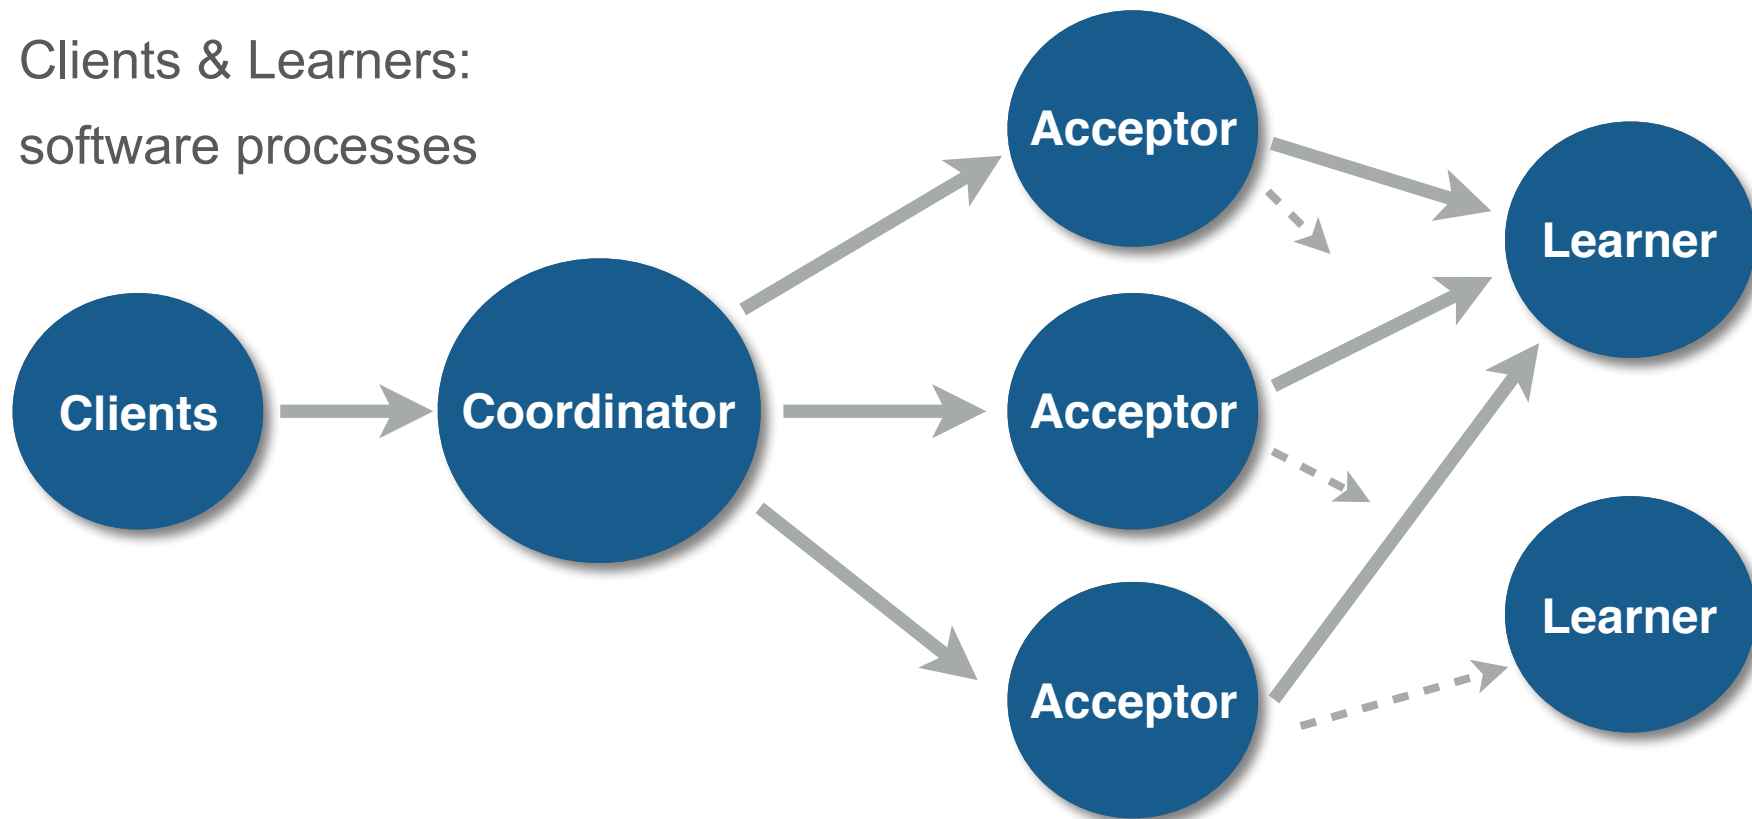 Clients & Learners:
software processes
Clients
Coordinator
Acceptor
Acceptor
Acceptor
Learner
Learner